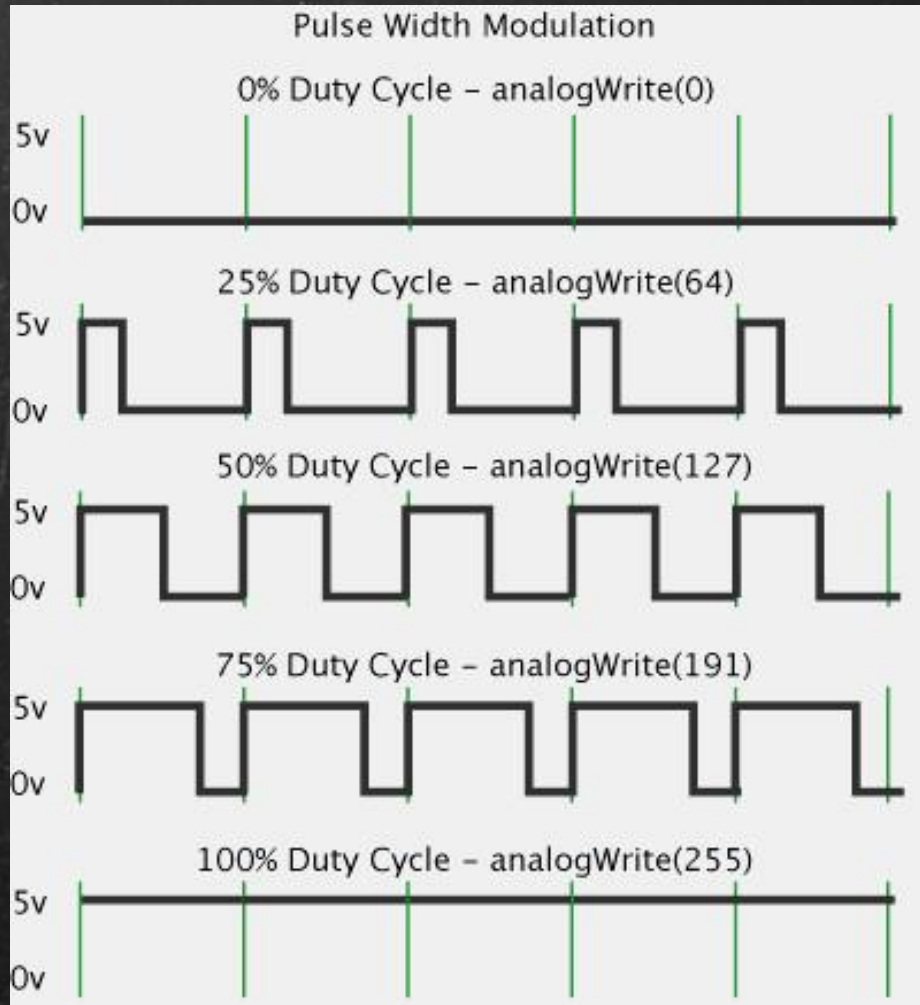 Pulse Width Modulation
0% Duty Cycle – analogWrite(0)
5v
0v
25% Duty Cycle – analogWrite(64)
5v
0v
50% Duty Cycle – analogWrite(127)
5v
0v
75% Duty Cycle – analogWrite(191)
5v
0v
100% Duty Cycle – analogWrite(255)
5v
0v